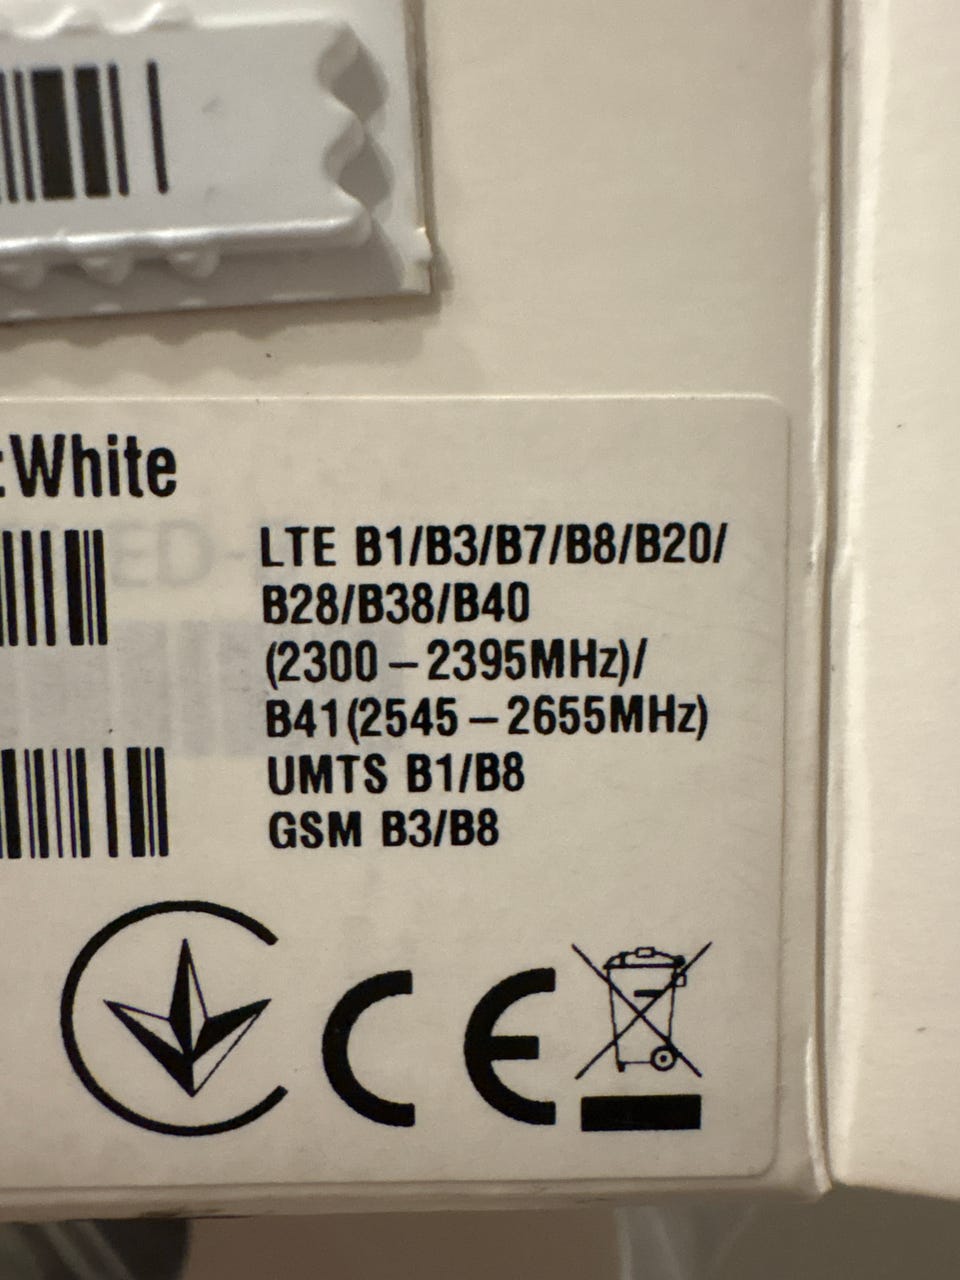 :White
LTE B1/B3/B7/B8/B20/
B28/B38/B40
(2300 – 2395MHz)/
B41(2545 – 2655MHz)
UMTS B1/B8
GSM B3/B8
CE